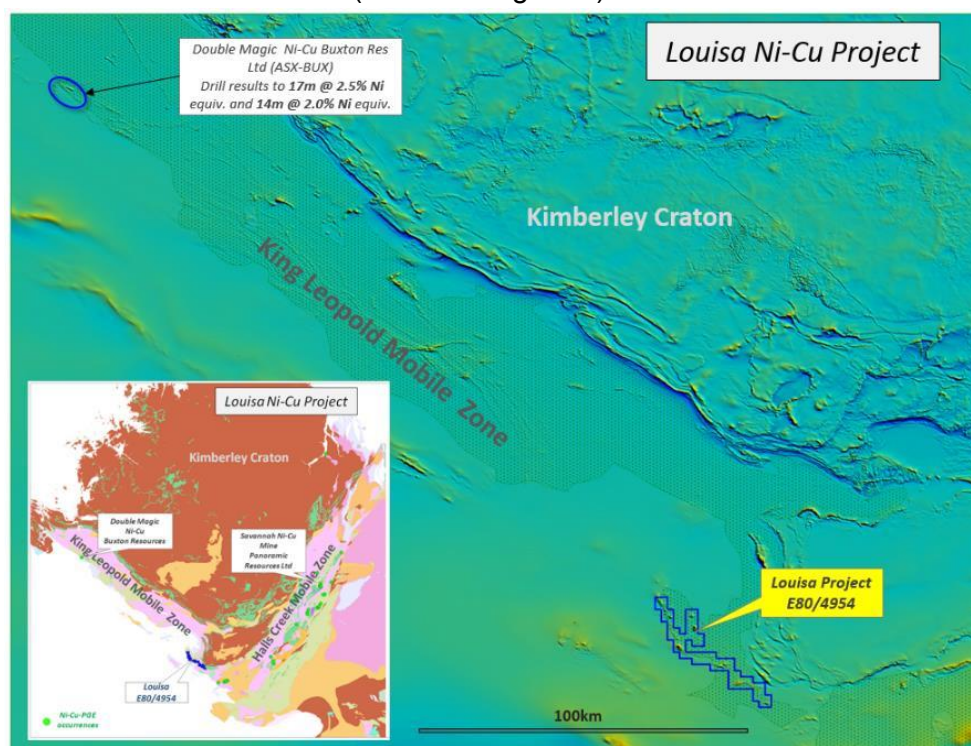 Double Magic Ni-Cu Buxton Res
Ltd (ASX-BUX)
Drill results to 17m @ 2.5% Ni
equiv. and 14m @ 2.0% Ni equiv.
Louisa Ni-Cu Project
Kimberley Craton
King Leopold Mobile Zone
Louisa Project
E80/4954
100km
Louisa Ni-Cu Project
Kimberley Craton
Double Magic
Ni-Cu
Buxton Resources
Savannah Ni-Cu
Mine
Panoramic
Resources Ltd
King Leopold Mobile Zone
Halls Creek Mobile Zone
Louisa
E80/4954
Ni-Cu-PGE
occurrences